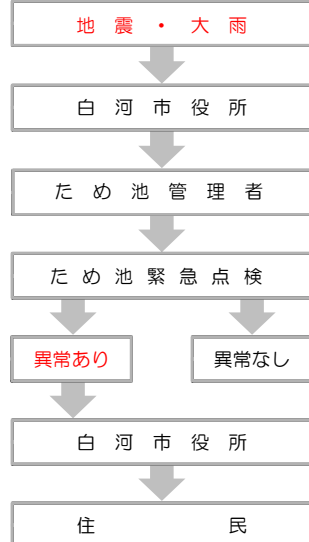 地震・大雨
白河市役所
ため池管理者
ため池緊急点検
異常あり 異常なし
白河市役所
住民